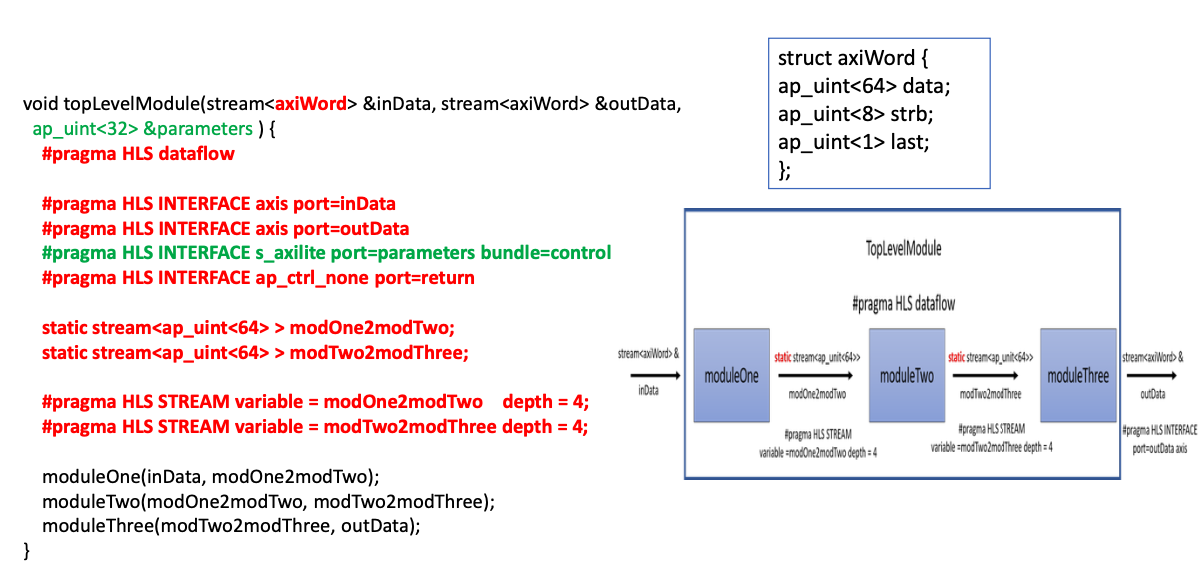 void topLevelModule(stream<axiWord> &inData, stream<axiWord> &outData,
ap_uint<32> &parameters ) {
#pragma HLS dataflow
#pragma HLS INTERFACE axis port=inData
#pragma HLS INTERFACE axis port=outData
#pragma HLS INTERFACE s_axilite port=parameters bundle=control
#pragma HLS INTERFACE ap_ctrl_none port=return
static stream<ap_uint<64> > modOne2modTwo;
static stream<ap_uint<64> > modTwo2modThree;
#pragma HLS STREAM variable = modOne2modTwo depth = 4;
#pragma HLS STREAM variable = modTwo2modThree depth = 4;
moduleOne(inData, modOne2modTwo);
moduleTwo(modOne2modTwo, modTwo2modThree);
moduleThree(modTwo2modThree, outData);
}
struct axiWord {
ap_uint<64> data;
ap_uint<8> strb;
ap_uint<1> last;
};
TopLevelModule
#pragma HLS dataflow
stream<axiWord> &
inData
moduleOne
static stream<ap_unit<64>>
modOne2modTwo
#pragma HLS STREAM
variable =modOne2modTwo depth = 4
moduleTwo
static stream<ap_unit<64>>
modTwo2modThree
#pragma HLS STREAM
variable =modTwo2modThree depth = 4
moduleThree
stream<axiWord> &
outData
#pragma HLS INTERFACE
port=outData axis